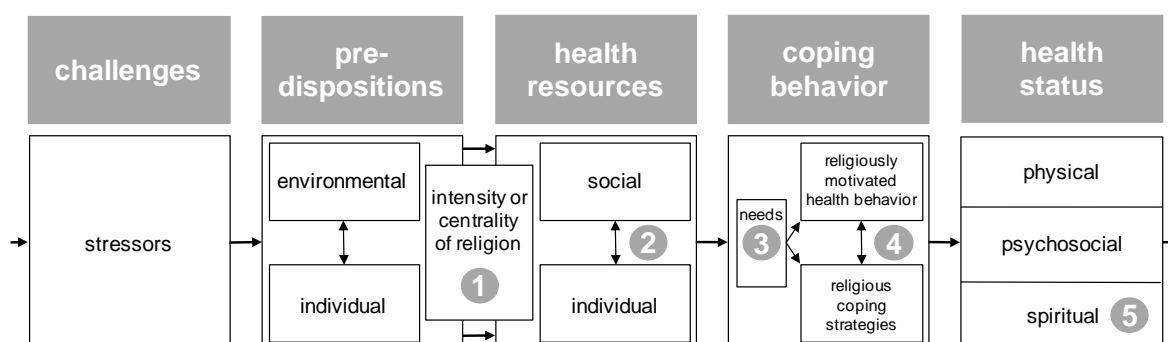 challenges
pre-
dispositions
health
resources
coping
behavior
health
status
stressors
environmental
individual
intensity or
centrality
of religion
1
social
2
individual
needs
3
religiously
motivated
health behavior
4
religious
coping
strategies
physical
psychosocial
spiritual 5